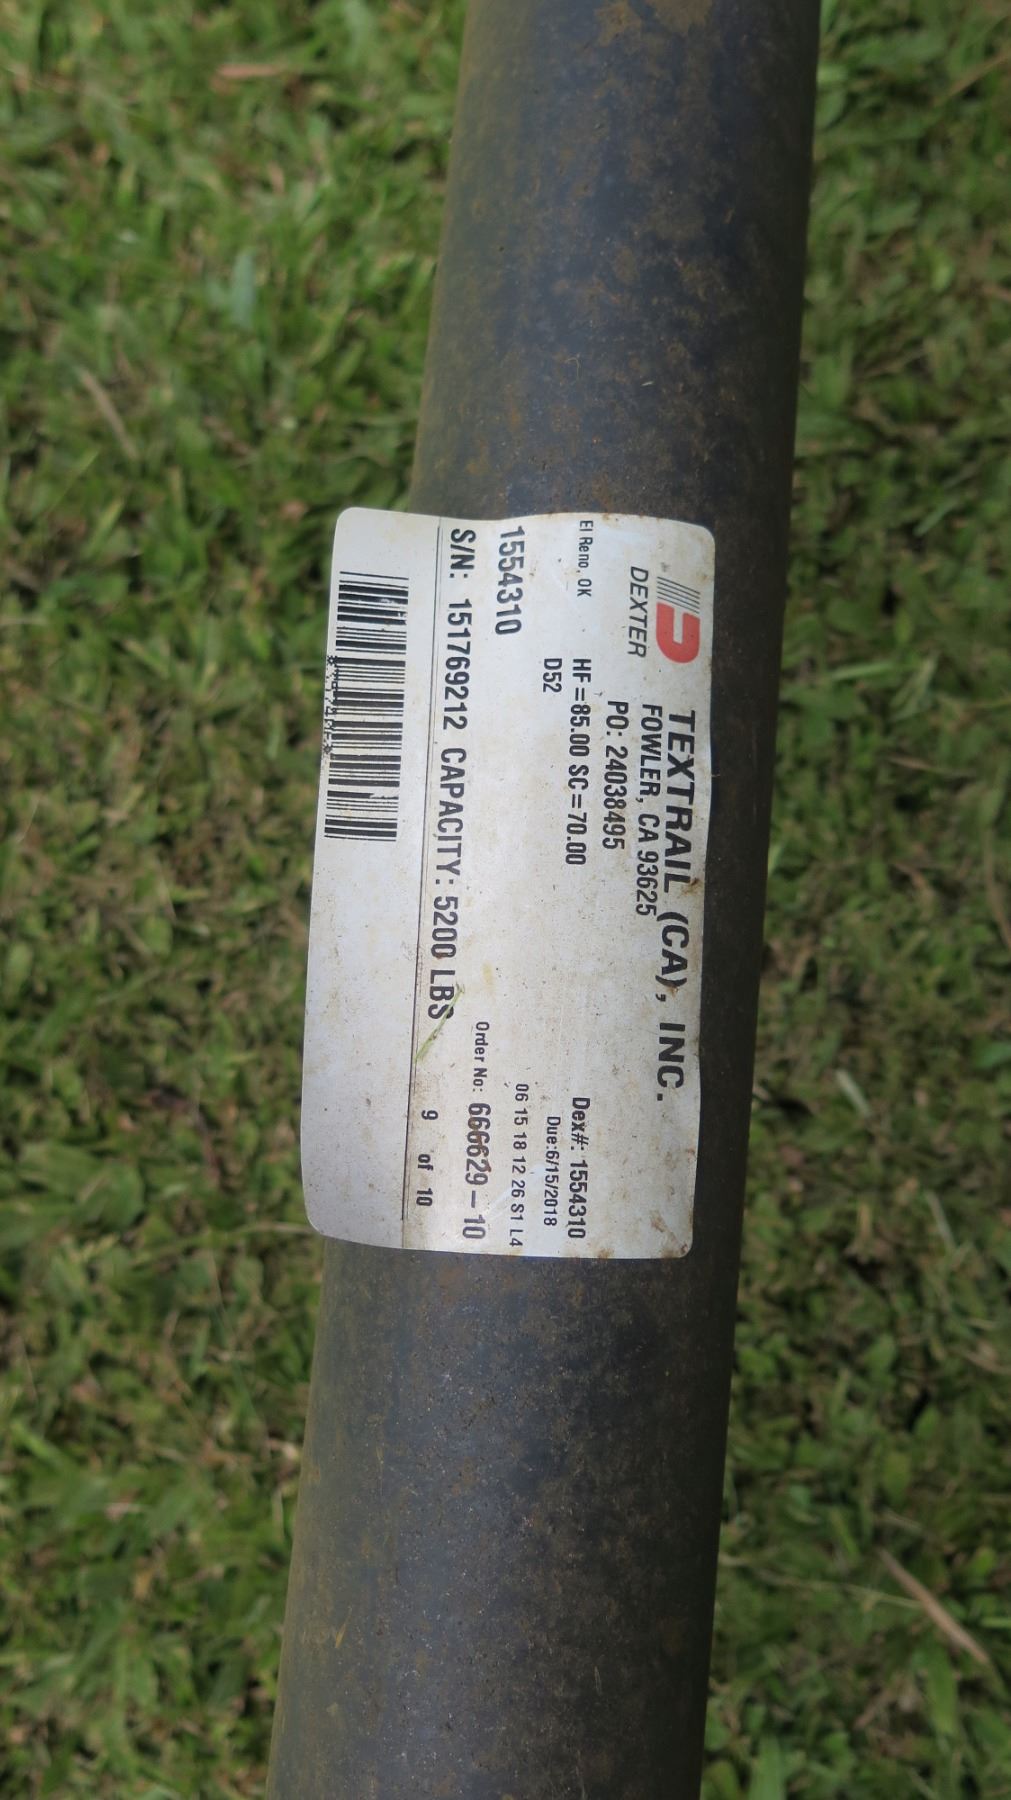 DEXTER
TEXTRAIL (CA), INC.
FOWLER, CA 93625
PO: 24038495
El Reno, OK
HF=85.00 SC=70.00
D52
Dex#: 1554310
Due:6/15/2018
06 15 18 12 26 S1 L4
1554310
Order No: 666629-10
S/N: 151769212 CAPACITY: 5200 LBS
9 of 10